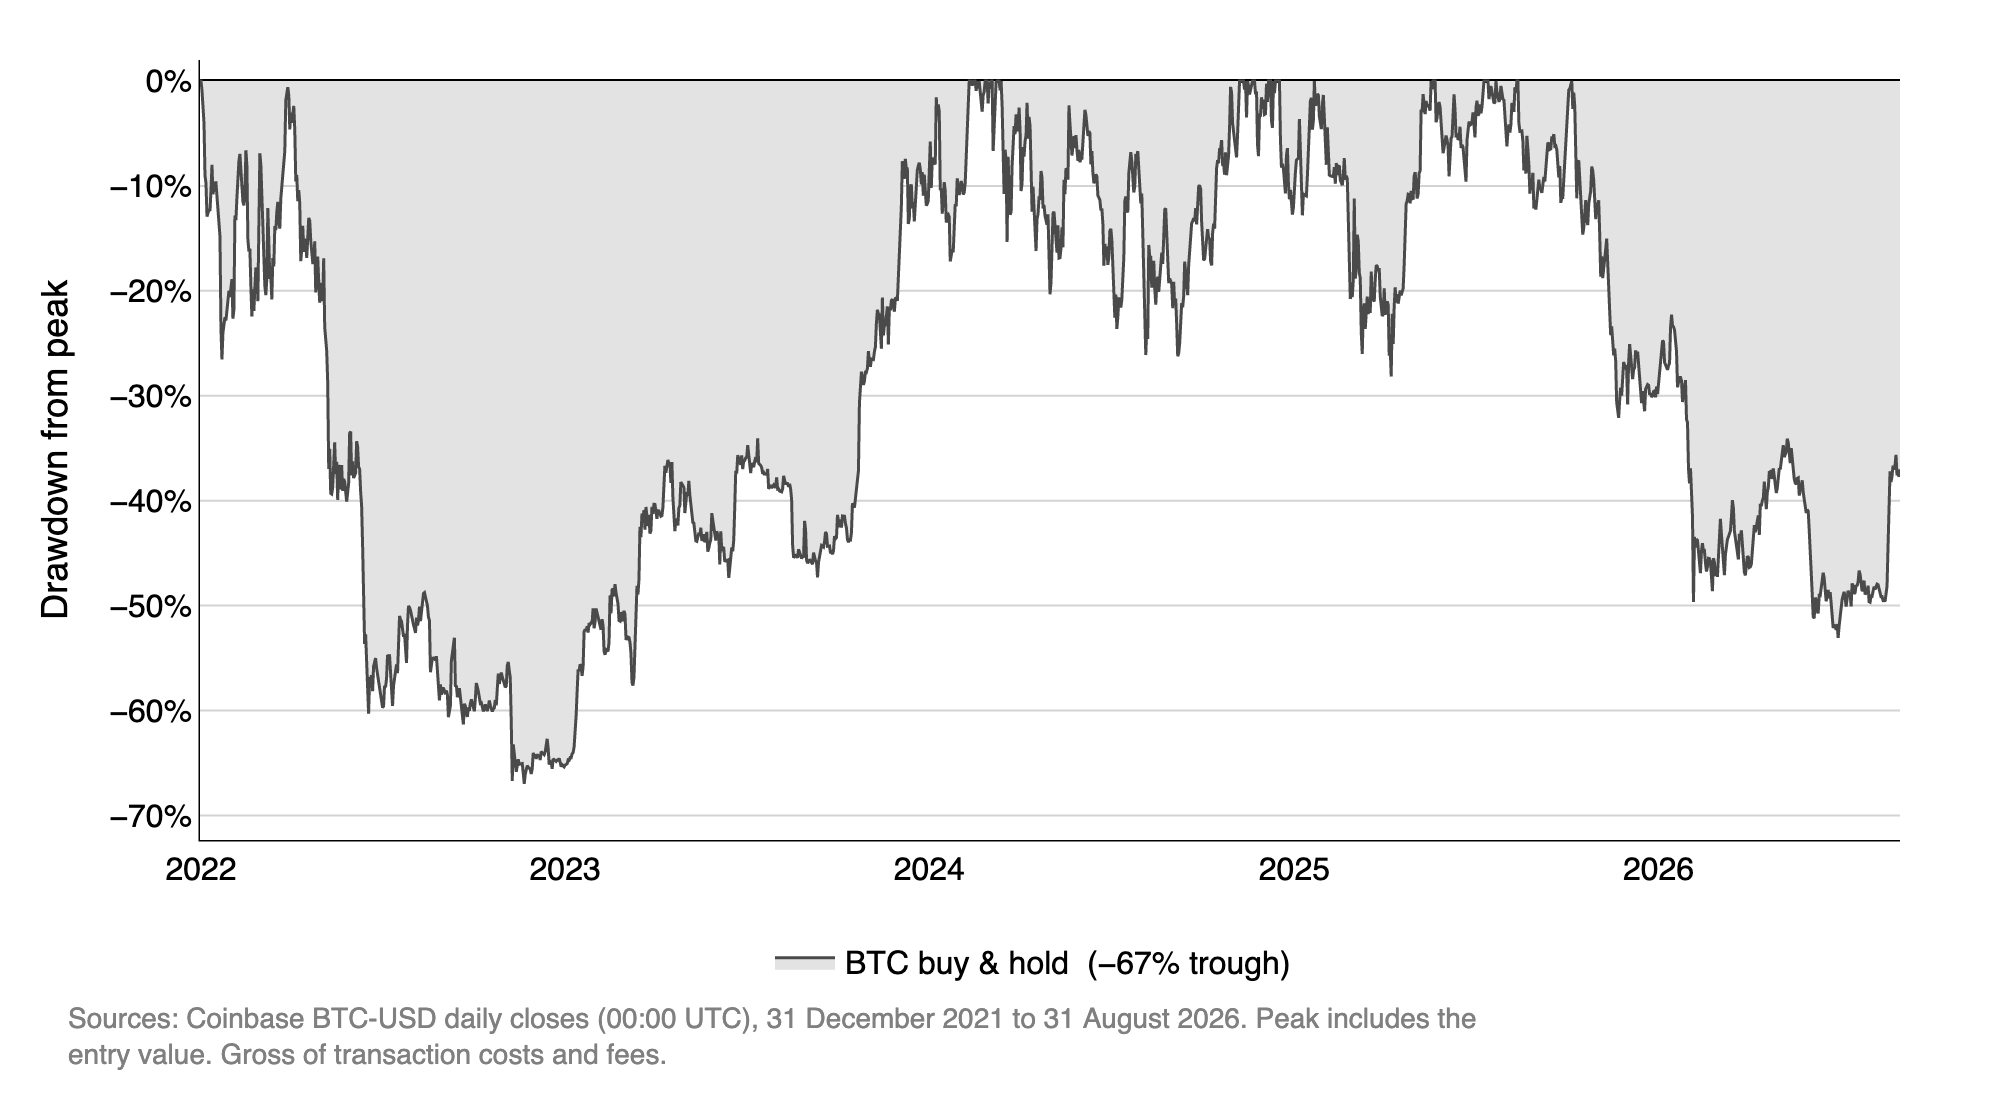 0%
−10%
−20%
−30%
−40%
−50%
−60%
−70%
Drawdown from peak
2022 2023 2024 2025 2026
BTC buy & hold (−67% trough)
Sources: Coinbase BTC-USD daily closes (00:00 UTC), 31 December 2021 to 31 August 2026. Peak includes the
entry value. Gross of transaction costs and fees.